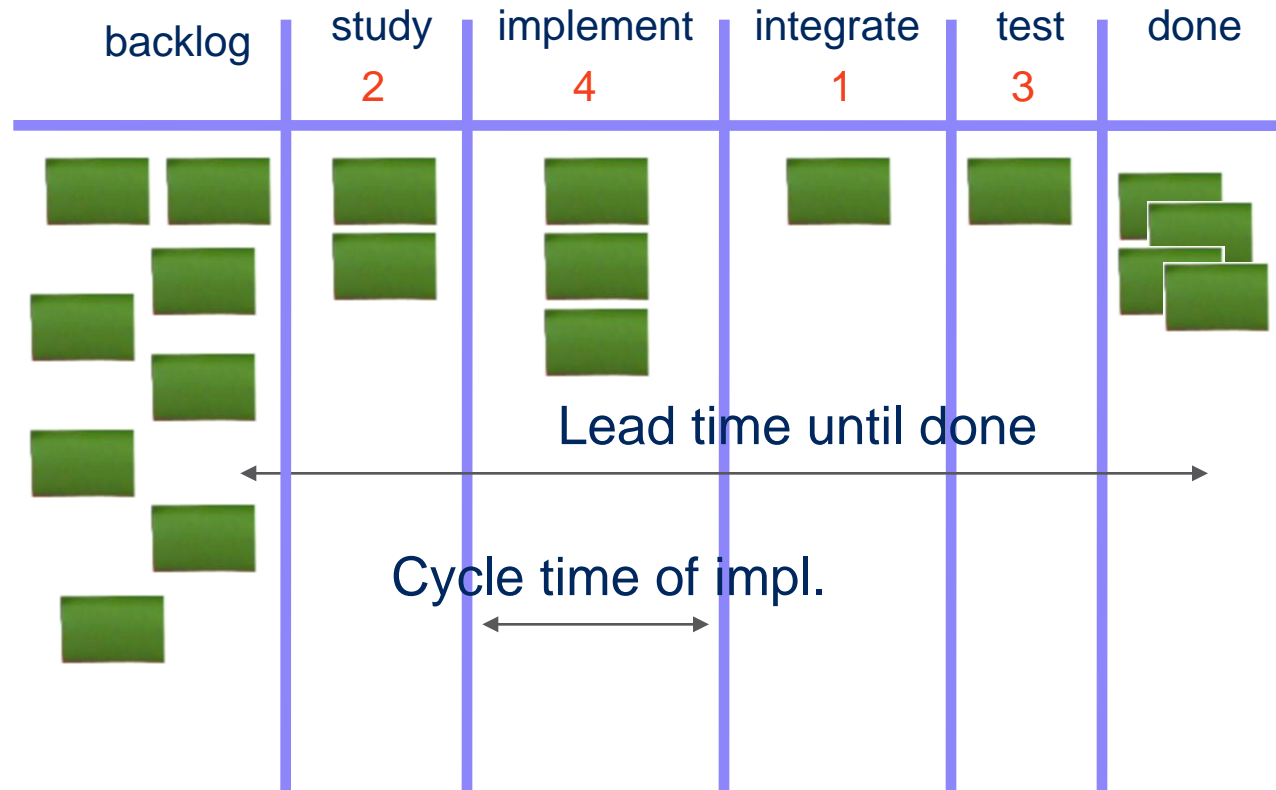 backlog
study
implement
integrate
test
done
2
4
1
3
Lead time until done
Cycle time of impl.